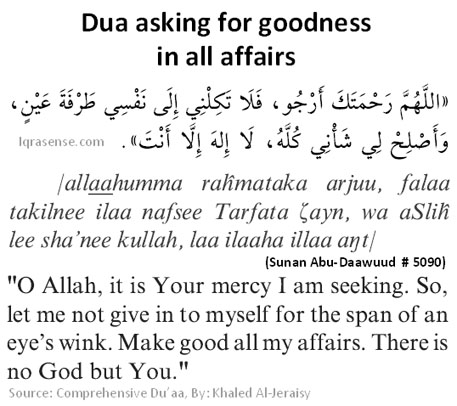 Dua asking for goodness
in all affairs
«اللَّهُمَّ رَحْمَتَكَ أَرْجُو، فَلَا تَكِلْنِي إِلَى نَفْسِي طَرْفَةَ عَيْنٍ،
وَأَصْلِحْ لِي شَأْنِي كُلَّهُ، لَا إِلهَ إِلَّا أَنْتَ».
Iqrasense.com
/allaahumma raĥmataka arjuu, falaa
takilnee ilaa nafsee Tarfata ζayn, wa aSliĥ
lee sha'nee kullah, laa ilaaha illaa aŋt/
(Sunan Abu-Daawuud # 5090)
"O Allah, it is Your mercy I am seeking. So,
let me not give in to myself for the span of an
eye's wink. Make good all my affairs. There is
no God but You."
Source: Comprehensive Du'aa, By: Khaled Al-Jeraisy